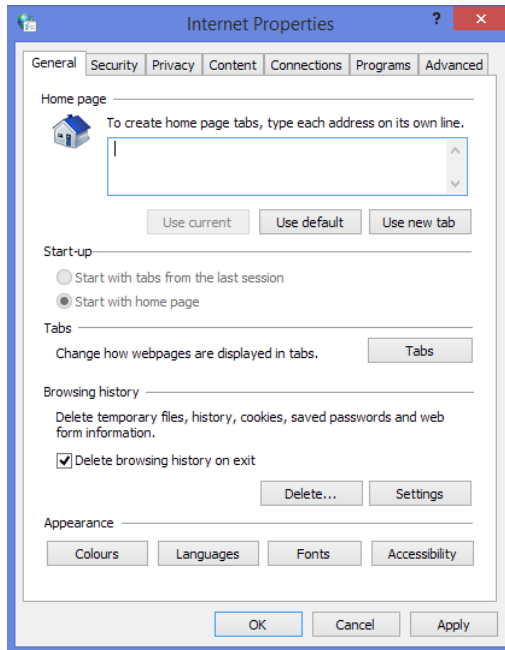 Internet Properties
?
General Security Privacy Content Connections Programs Advanced
Home page
To create home page tabs, type each address on its own line.
Use current Use default Use new tab
Start-up
Start with tabs from the last session
Start with home page
Tabs
Change how webpages are displayed in tabs. Tabs
Browsing history
Delete temporary files, history, cookies, saved passwords and web
form information.
Delete browsing history on exit
Delete... Settings
Appearance
Colours Languages Fonts Accessibility
OK Cancel Apply